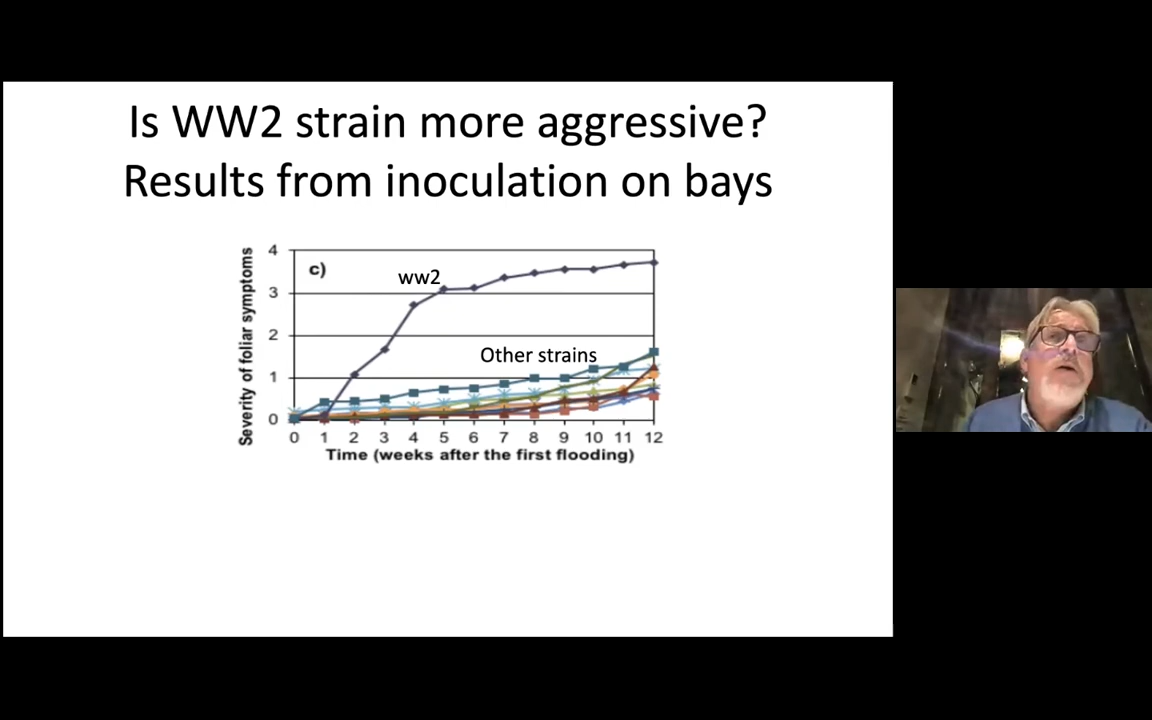 Is WW2 strain more aggressive?
Results from inoculation on bays
Severity of foliar symptoms
4
3
2
1
0
c)
ww2
Other strains
0 1 2 3 4 5 6 7 8 9 10 11 12
Time (weeks after the first flooding)